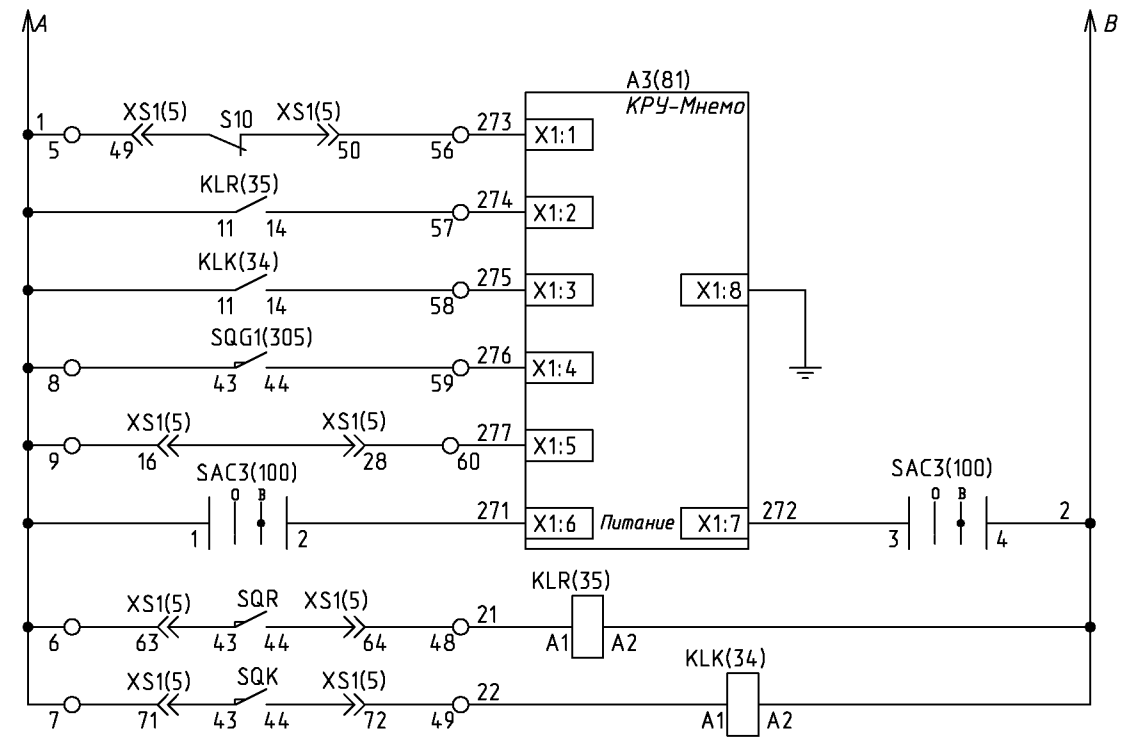 A B
A3(81)
КРУ-Мнемо
1 XS1(5) S10 XS1(5) 273 X1:1
5 49 50 56
KLR(35) 274 X1:2
11 14 57
KLK(34) 275 X1:3 X1:8
11 14 58
SQG1(305) 276 X1:4
8 43 44 59
XS1(5) XS1(5) 277 X1:5
9 16 28 60
SAC3(100) SAC3(100)
0 В 0 В
271 X1:6 Питание X1:7 272 2
1 2 3 4
KLR(35)
XS1(5) SQR XS1(5) 21
6 63 43 44 64 48 A1 A2
KLK(34)
XS1(5) SQK XS1(5) 22
7 71 43 44 72 49 A1 A2